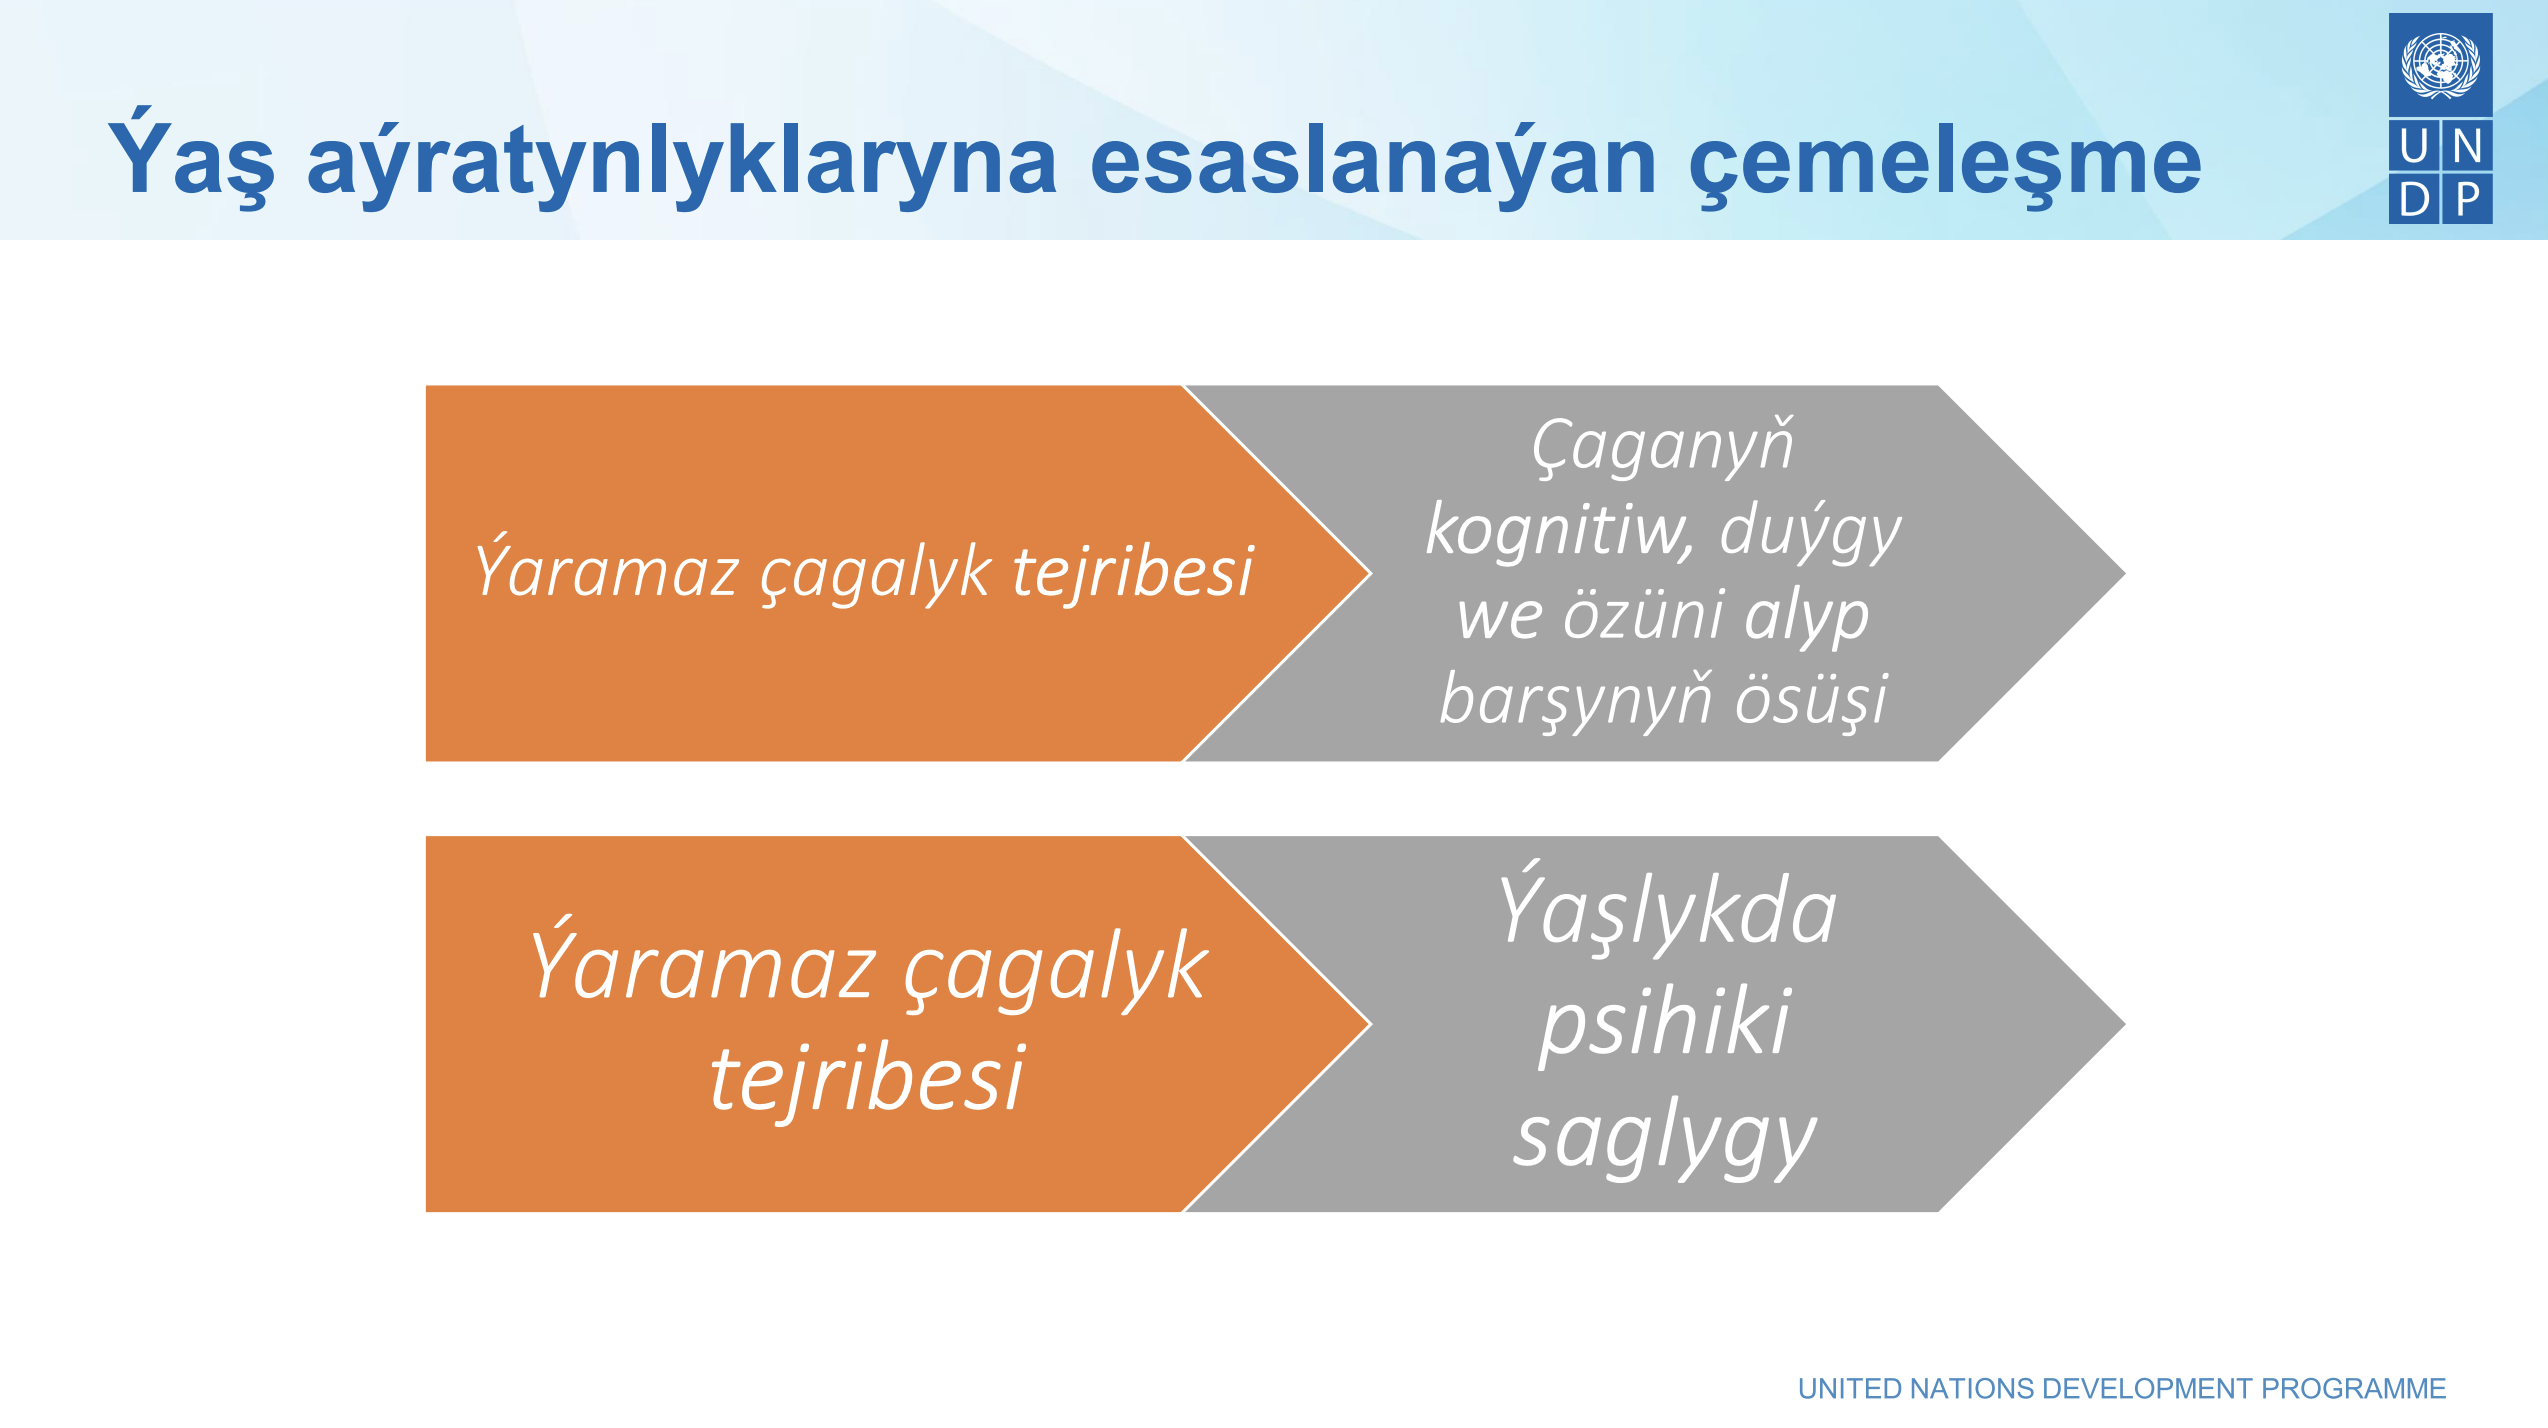 Ýaş aýratynlyklaryna esaslanaýan çemeleşme
U N
D P
Ýaramaz çagalyk tejribesi
Çaganyň
kognitiw, duýgy
we özüni alyp
barşynyň ösüşi
Ýaramaz çagalyk
tejribesi
Ýaşlykda
psihiki
saglygy
UNITED NATIONS DEVELOPMENT PROGRAMME